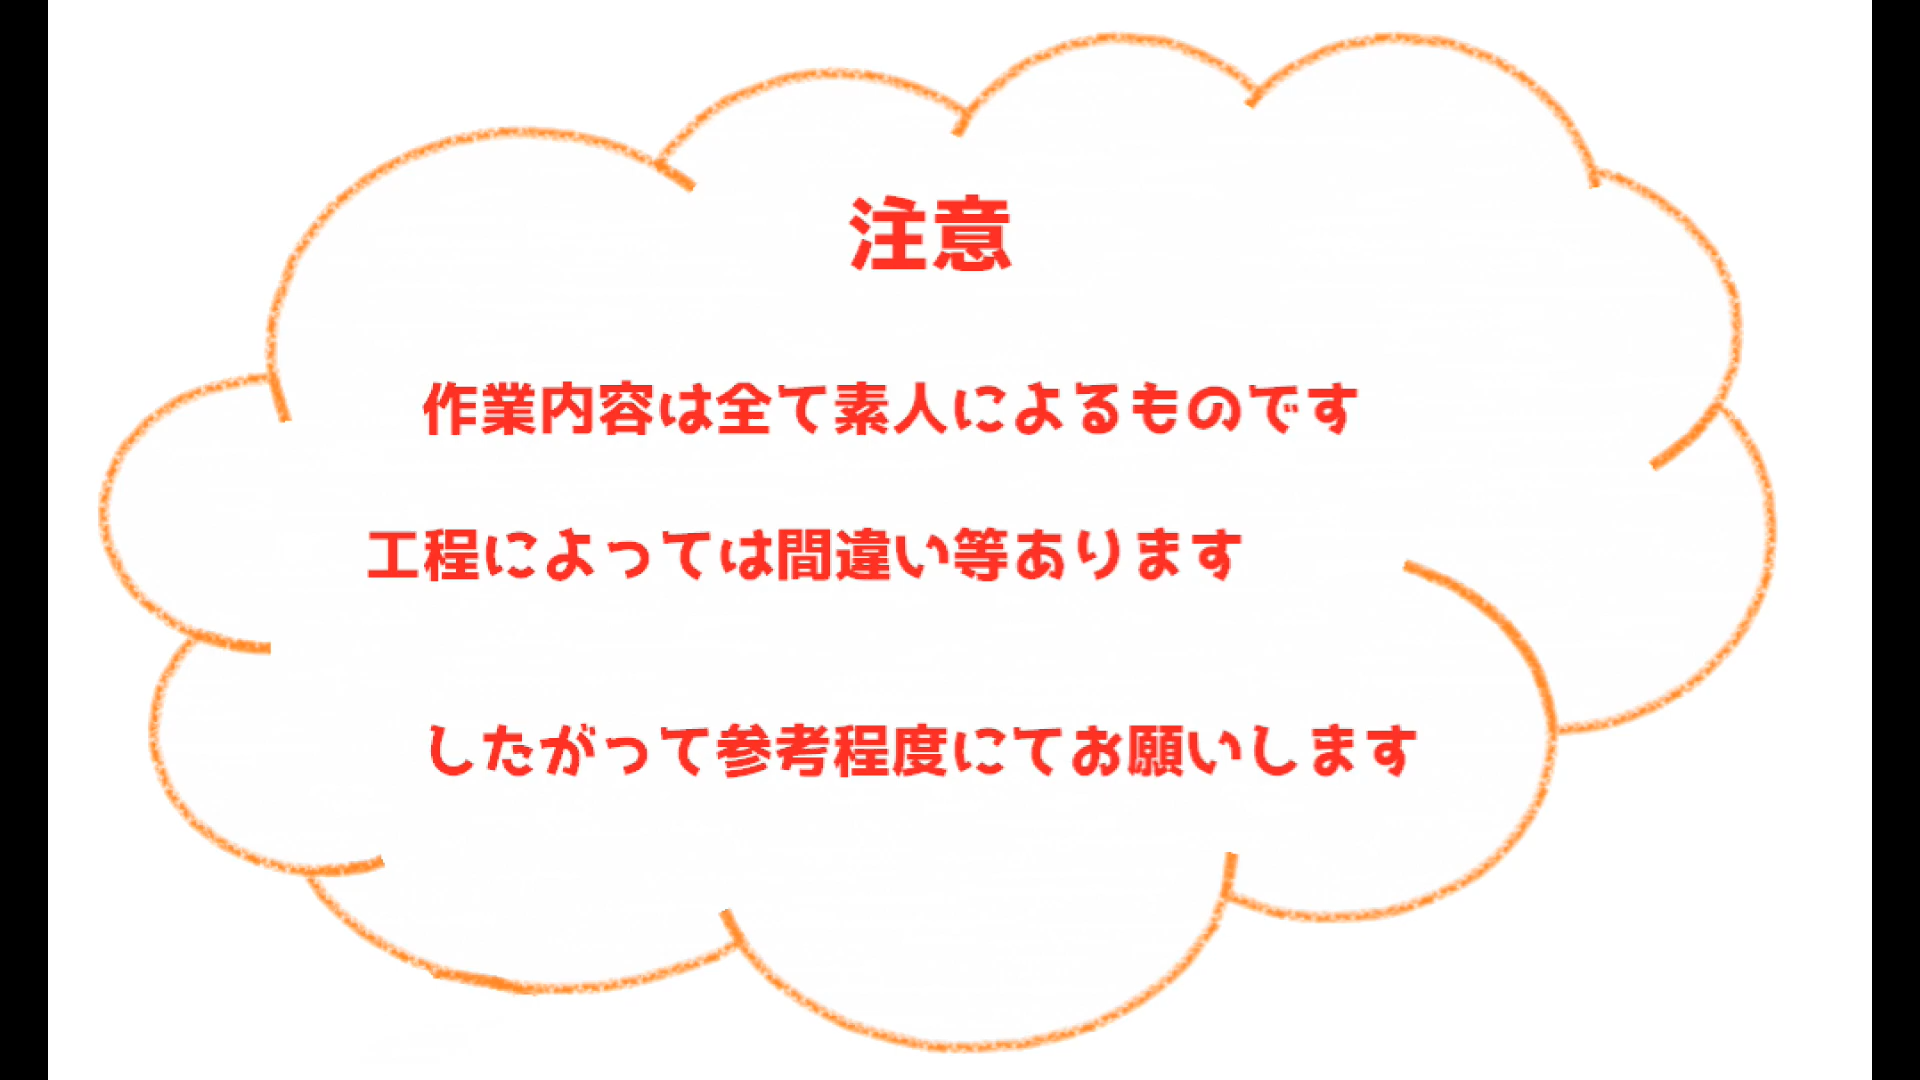 注意
作業内容は全て素人によるものです
工程によっては間違い等あります
したがって参考程度にてお願いします